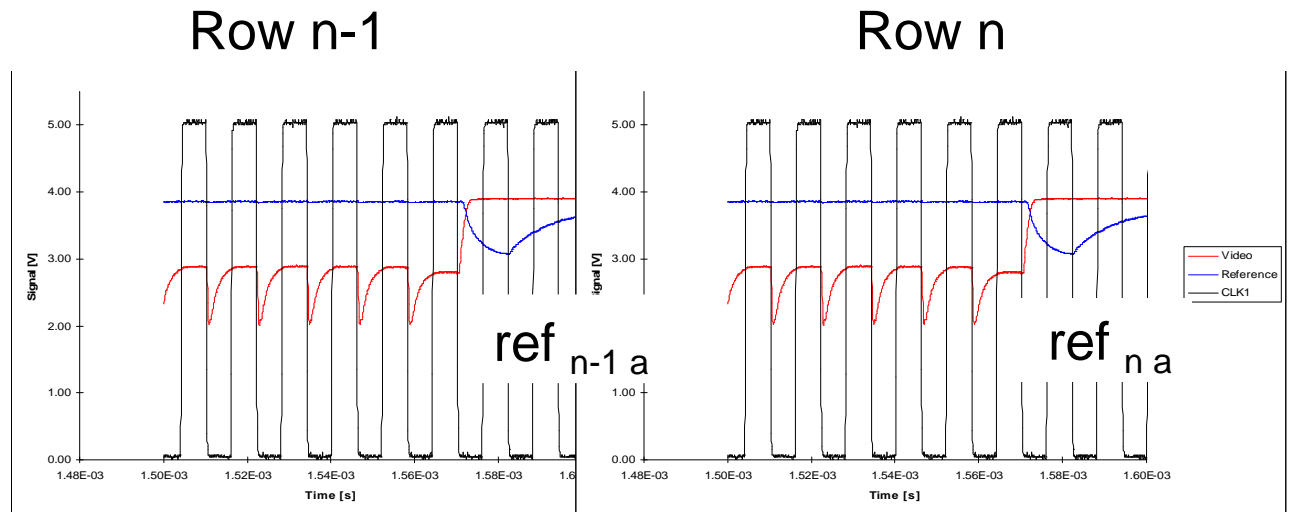 Row n-1
Row n
5.00
4.00
3.00
2.00
1.00
0.00
Signal [V]
1.48E-03
1.50E-03
1.52E-03
1.54E-03
1.56E-03
1.58E-03
1.6
Time [s]
ref n-1 a
5.00
4.00
3.00
2.00
1.00
0.00
ignal [V]
1.48E-03
1.50E-03
1.52E-03
1.54E-03
1.56E-03
1.58E-03
1.60E-03
Time [s]
ref n a
Video
Reference
CLK1